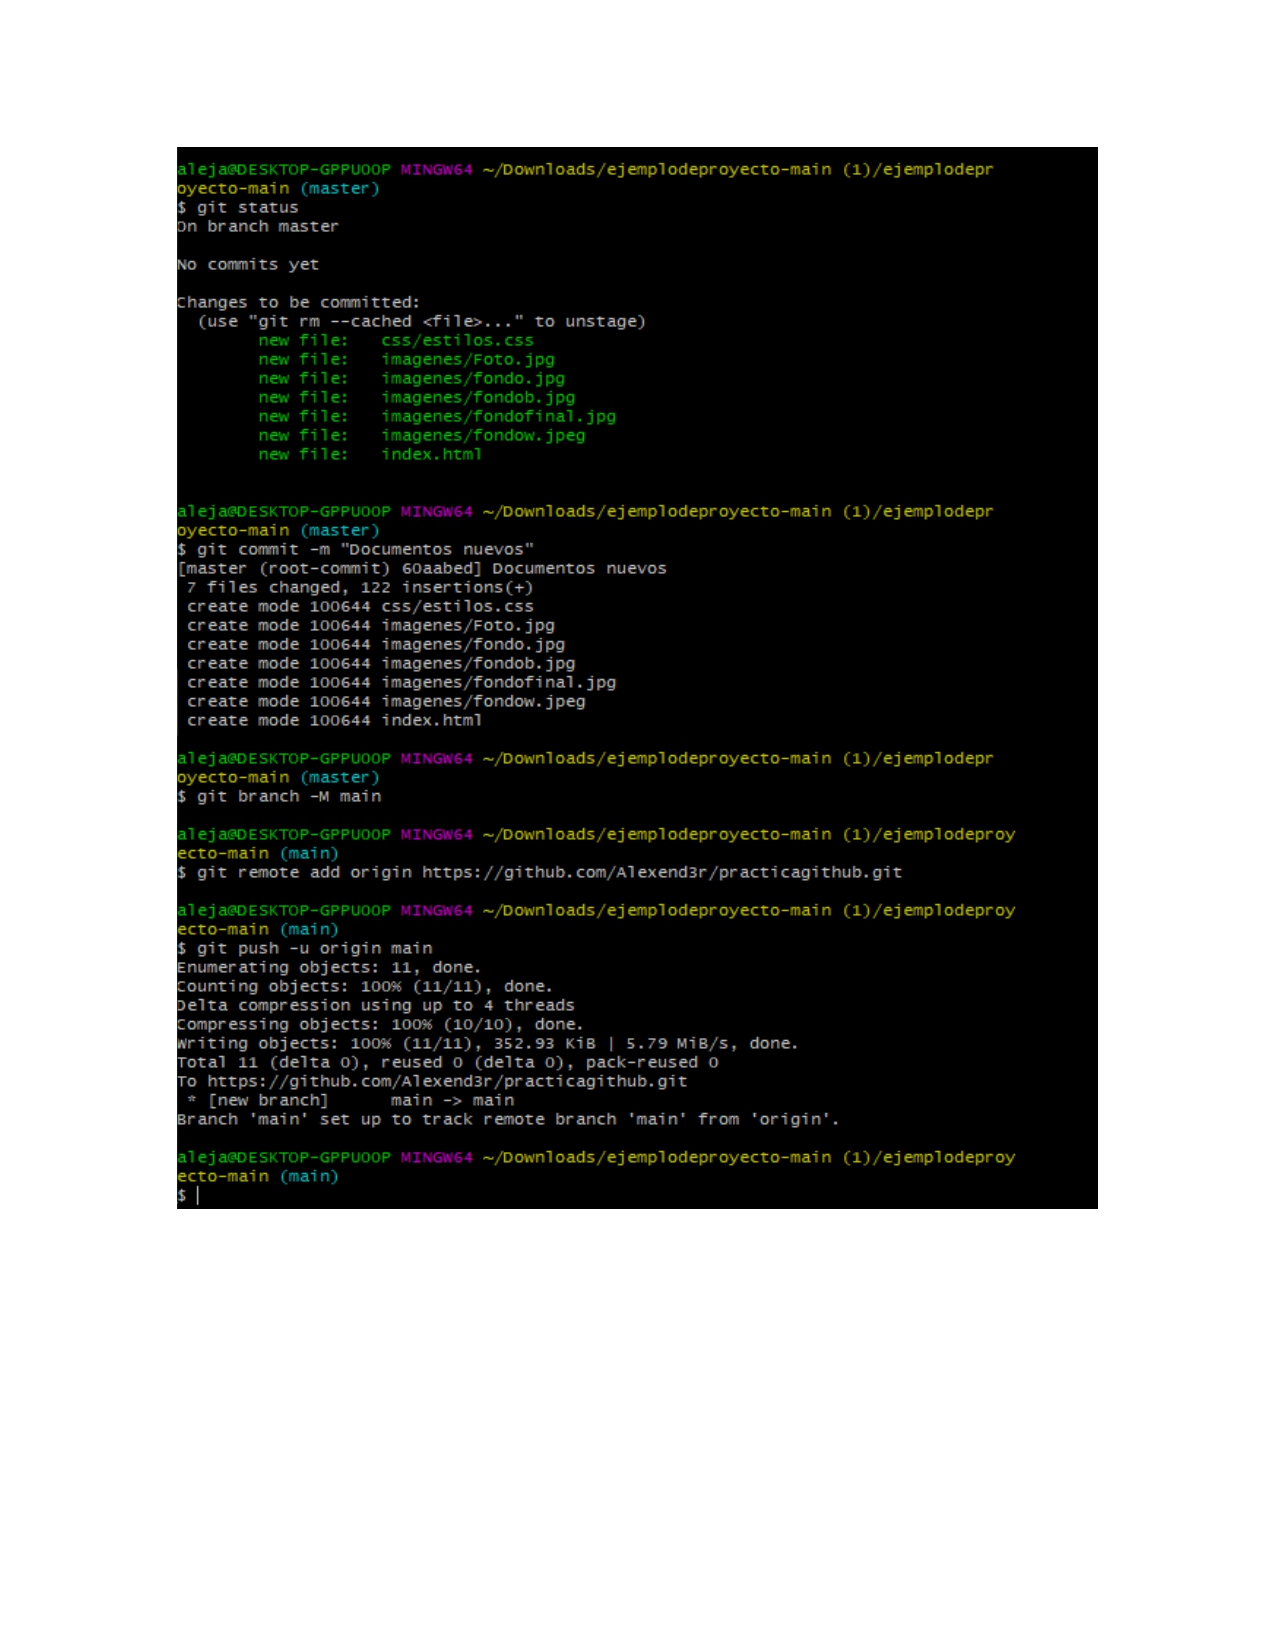 aleja@DESKTOP-GPPUOOP MINGW64 ~/Downloads/ejemplodeproyecto-main (1)/ejemplodepr
oyecto-main (master)
$ git status
On branch master
No commits yet
Changes to be committed:
(use "git rm --cached <file>..." to unstage)
new file: css/estilos.css
new file: imagenes/Foto.jpg
new file: imagenes/fondo.jpg
new file: imagenes/fondob.jpg
new file: imagenes/fondofinal.jpg
new file: imagenes/fondow.jpeg
new file: index.html
aleja@DESKTOP-GPPUOOP MINGW64 ~/Downloads/ejemplodeproyecto-main (1)/ejemplodepr
oyecto-main (master)
$ git commit -m "Documentos nuevos"
[master (root-commit) 60aabed] Documentos nuevos
7 files changed, 122 insertions(+)
create mode 100644 css/estilos.css
create mode 100644 imagenes/Foto.jpg
create mode 100644 imagenes/fondo.jpg
create mode 100644 imagenes/fondob.jpg
create mode 100644 imagenes/fondofinal.jpg
create mode 100644 imagenes/fondow.jpeg
create mode 100644 index.html
aleja@DESKTOP-GPPUOOP MINGW64 ~/Downloads/ejemplodeproyecto-main (1)/ejemplodepr
oyecto-main (master)
$ git branch -M main
aleja@DESKTOP-GPPUOOP MINGW64 ~/Downloads/ejemplodeproyecto-main (1)/ejemplodeproy
ecto-main (main)
$ git remote add origin https://github.com/Alexend3r/practicagithub.git
aleja@DESKTOP-GPPUOOP MINGW64 ~/Downloads/ejemplodeproyecto-main (1)/ejemplodeproy
ecto-main (main)
$ git push -u origin main
Enumerating objects: 11, done.
Counting objects: 100% (11/11), done.
Delta compression using up to 4 threads
Compressing objects: 100% (10/10), done.
Writing objects: 100% (11/11), 352.93 KiB | 5.79 MiB/s, done.
Total 11 (delta 0), reused 0 (delta 0), pack-reused 0
To https://github.com/Alexend3r/practicagithub.git
* [new branch] main -> main
Branch 'main' set up to track remote branch 'main' from 'origin'.
aleja@DESKTOP-GPPUOOP MINGW64 ~/Downloads/ejemplodeproyecto-main (1)/ejemplodeproy
ecto-main (main)
$